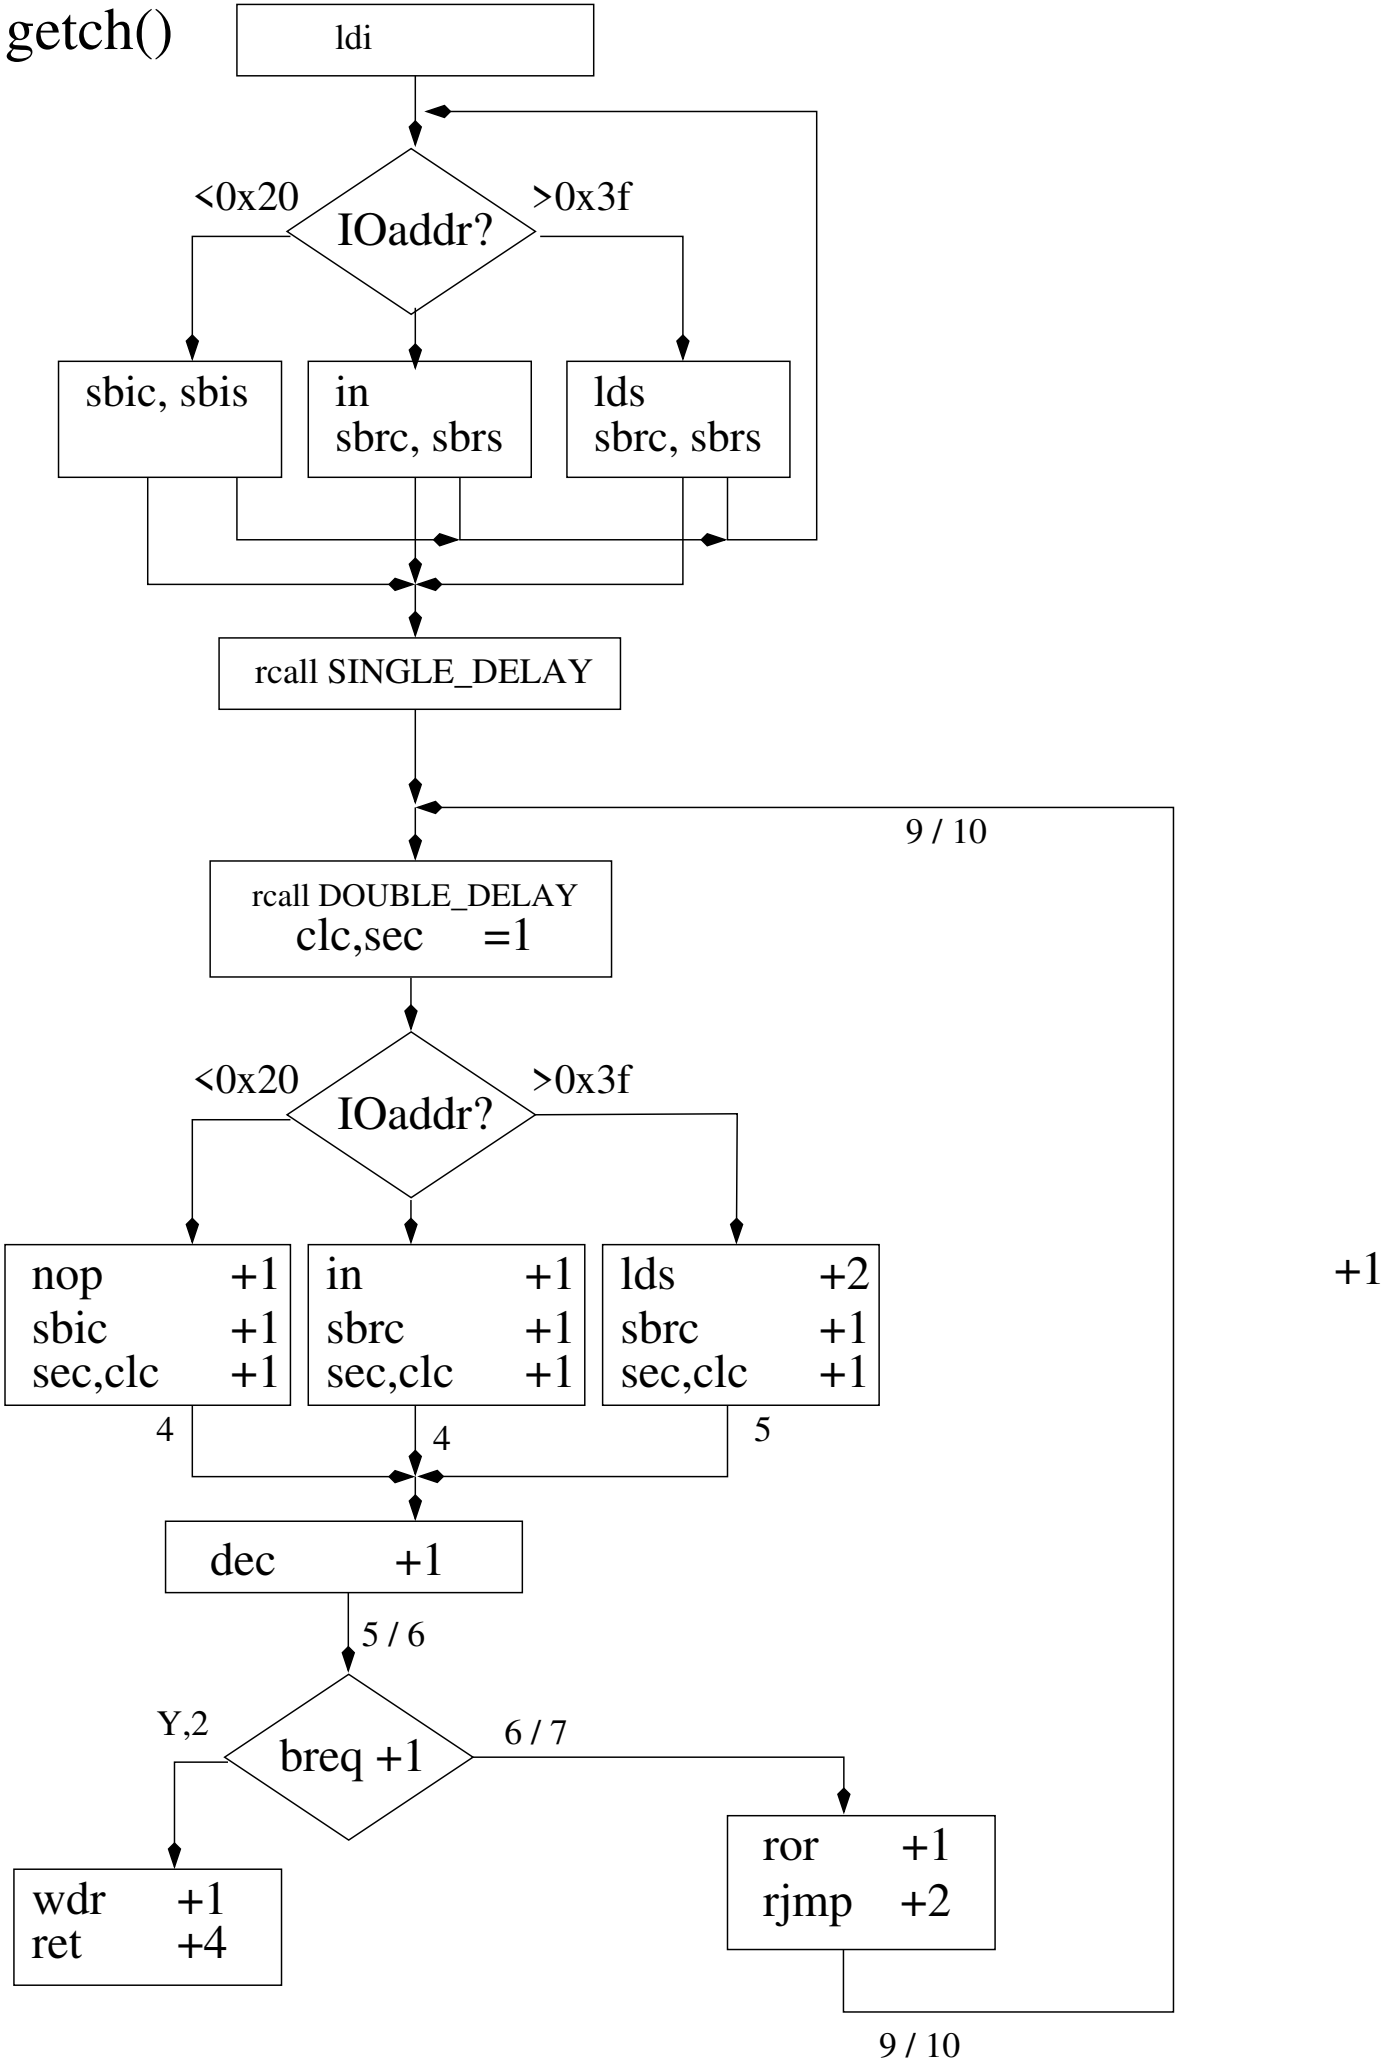 getch()
ldi
<0x20
>0x3f
IOaddr?
sbic, sbis
in
sbrc, sbrs
lds
sbrc, sbrs
rcall SINGLE_DELAY
9 / 10
rcall DOUBLE_DELAY
clc,sec =1
<0x20
>0x3f
IOaddr?
nop +1
sbic +1
sec,clc +1
4
in +1
sbrc +1
sec,clc +1
4
lds +2
sbrc +1
sec,clc +1
5
+1
dec +1
5 / 6
Y,2
breq +1
6 / 7
wdr +1
ret +4
ror +1
rjmp +2
9 / 10